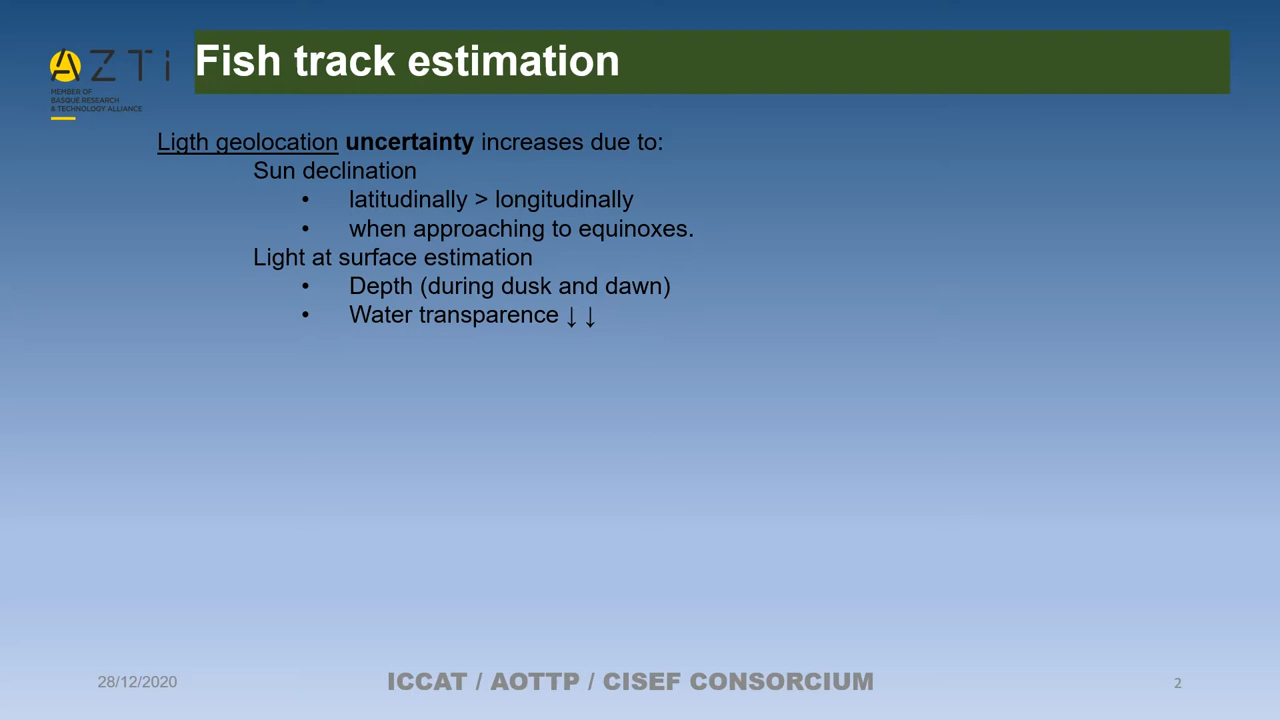 AZTi
MEMBER OF
BASQUE RESEARCH
& TECHNOLOGY ALLIANCE
Fish track estimation
Ligth geolocation uncertainty increases due to:
Sun declination
• latitudinally > longitudinally
• when approaching to equinoxes.
Light at surface estimation
• Depth (during dusk and dawn)
• Water transparence ↓ ↓
28/12/2020
ICCAT / AOTTP / CISEF CONSORCIUM
2